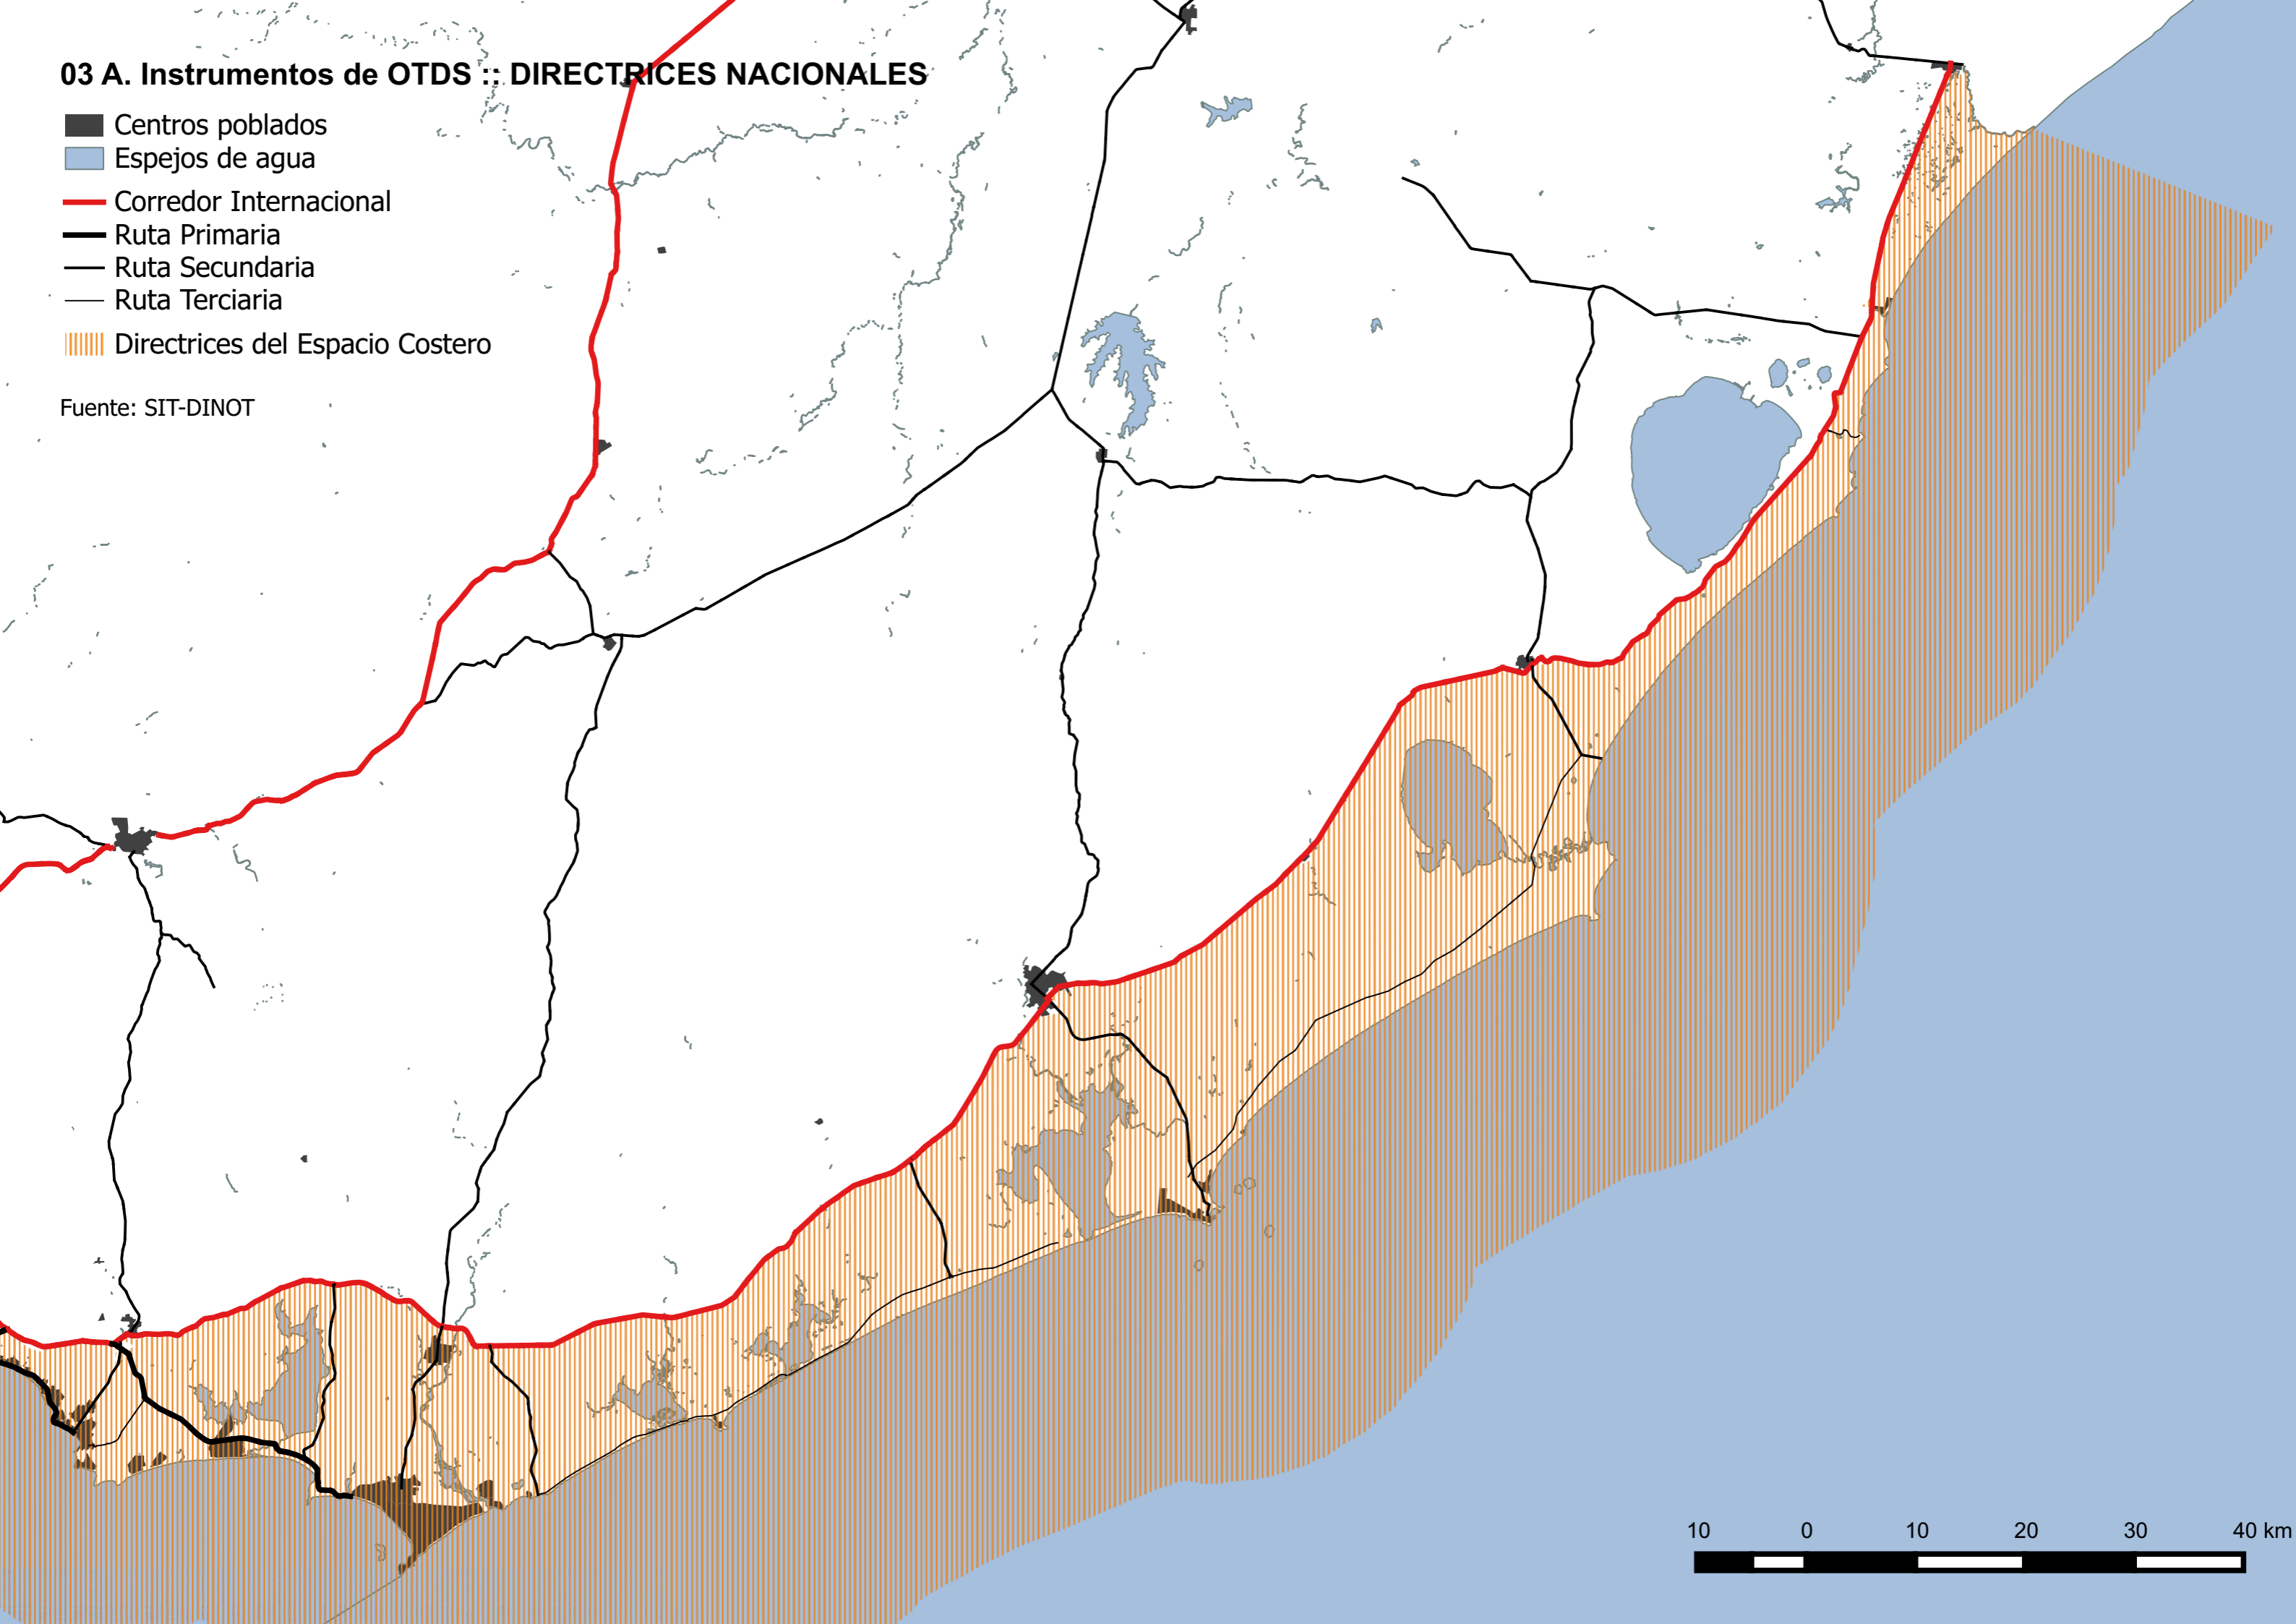 03 A. Instrumentos de OTDS :: DIRECTRICES NACIONALES
Centros poblados
Espejos de agua
Corredor Internacional
Ruta Primaria
Ruta Secundaria
Ruta Terciaria
Directrices del Espacio Costero
Fuente: SIT-DINOT
10 0 10 20 30 40 km